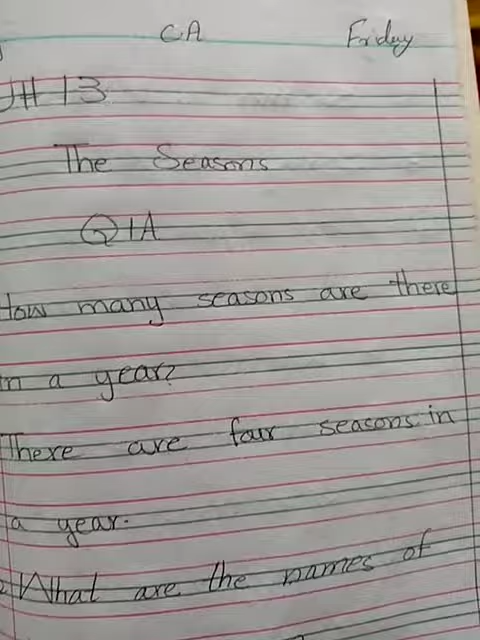 CA Friday
U# 13
The Seasons
Q/A
How many seasons are there
in a year?
There are four seasons in
a year.
What are the names of